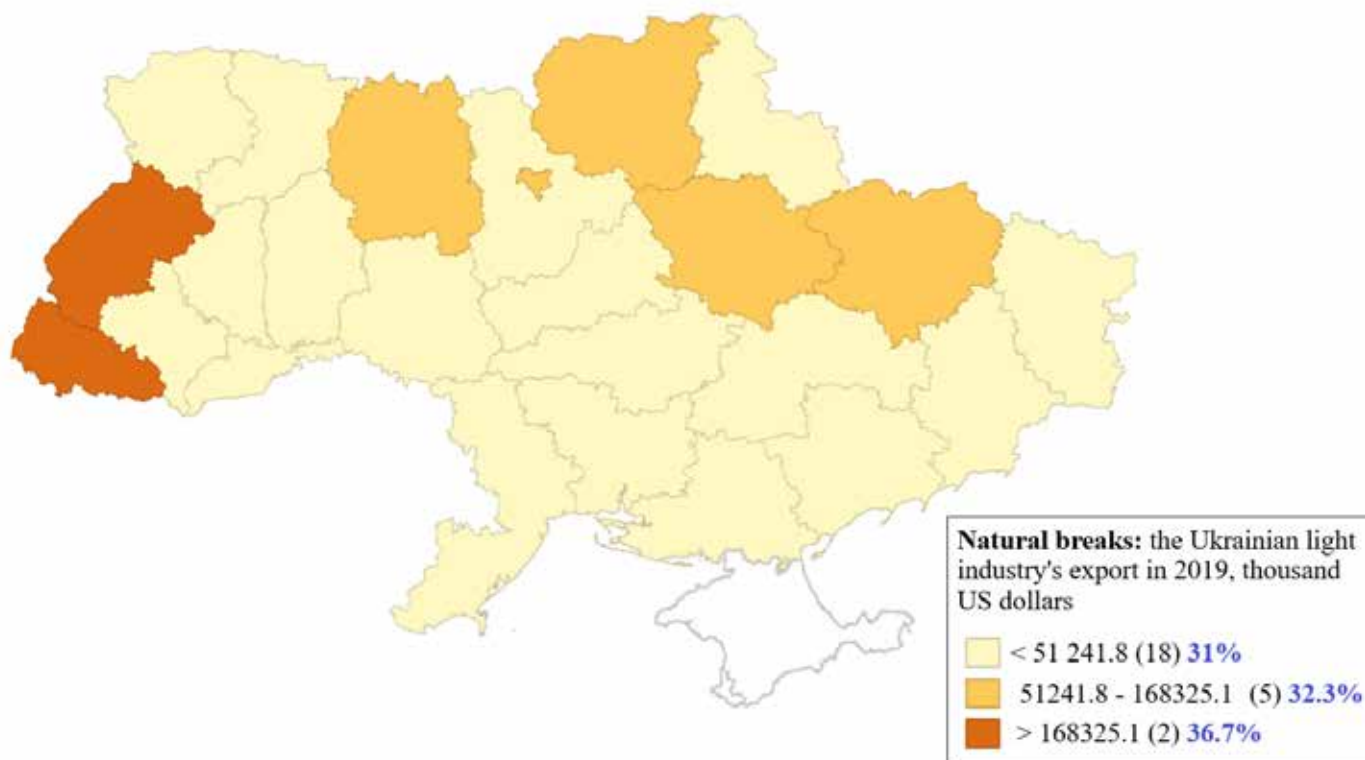 Natural breaks: the Ukrainian light
industry's export in 2019, thousand
US dollars
< 51 241.8 (18) 31%
51241.8 - 168325.1 (5) 32.3%
> 168325.1 (2) 36.7%